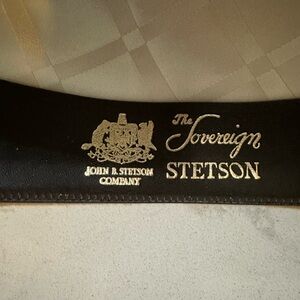 JOHN B. STETSON
COMPANY
The
Sovereign
STETSON